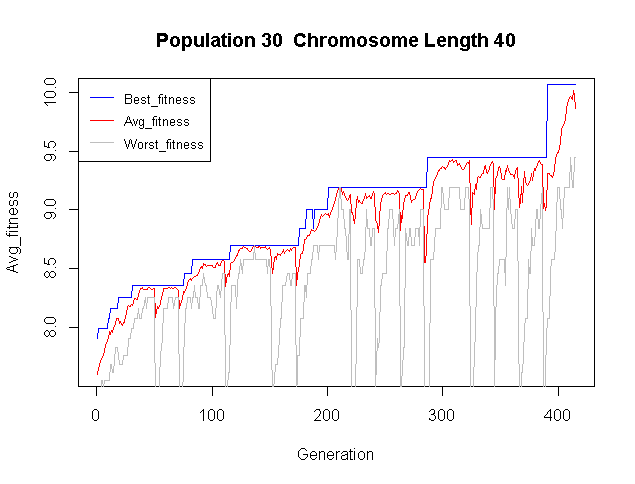 Population 30  Chromosome Length 40
Best_fitness
Avg_fitness
Worst_fitness
10.0
9.5
9.0
8.5
8.0
Avg_fitness
0 100 200 300 400
Generation